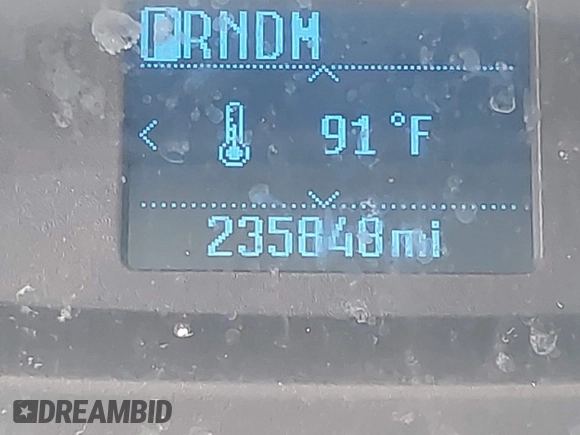 PRNDM
91°F
235848mi
DREAMBID